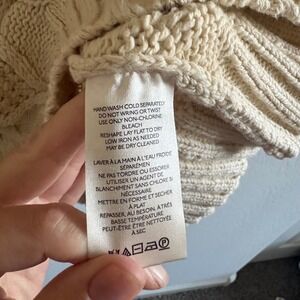 HAND WASH COLD SEPARATELY
DO NOT WRING OR TWIST
USE ONLY NON-CHLORINE
BLEACH
RESHAPE LAY FLAT TO DRY
LOW IRON AS NEEDED
MAY BE DRY CLEANED
LAVER À LA MAIN À L'EAU FROIDE
SÉPARÉMEN
NE PAS TORDRE OU ESSORER
UTILISER UN AGENT DE
BLANCHIMENT SANS CHLORE SI
NÉCESSAIRE
METTRE EN FORME ET SÉCHER
À PLAT
REPASSER, AU BESOIN, À TRÈS
BASSE TEMPÉRATURE
PEUT-ÊTRE ÊTRE NETTOYÉE
À SEC